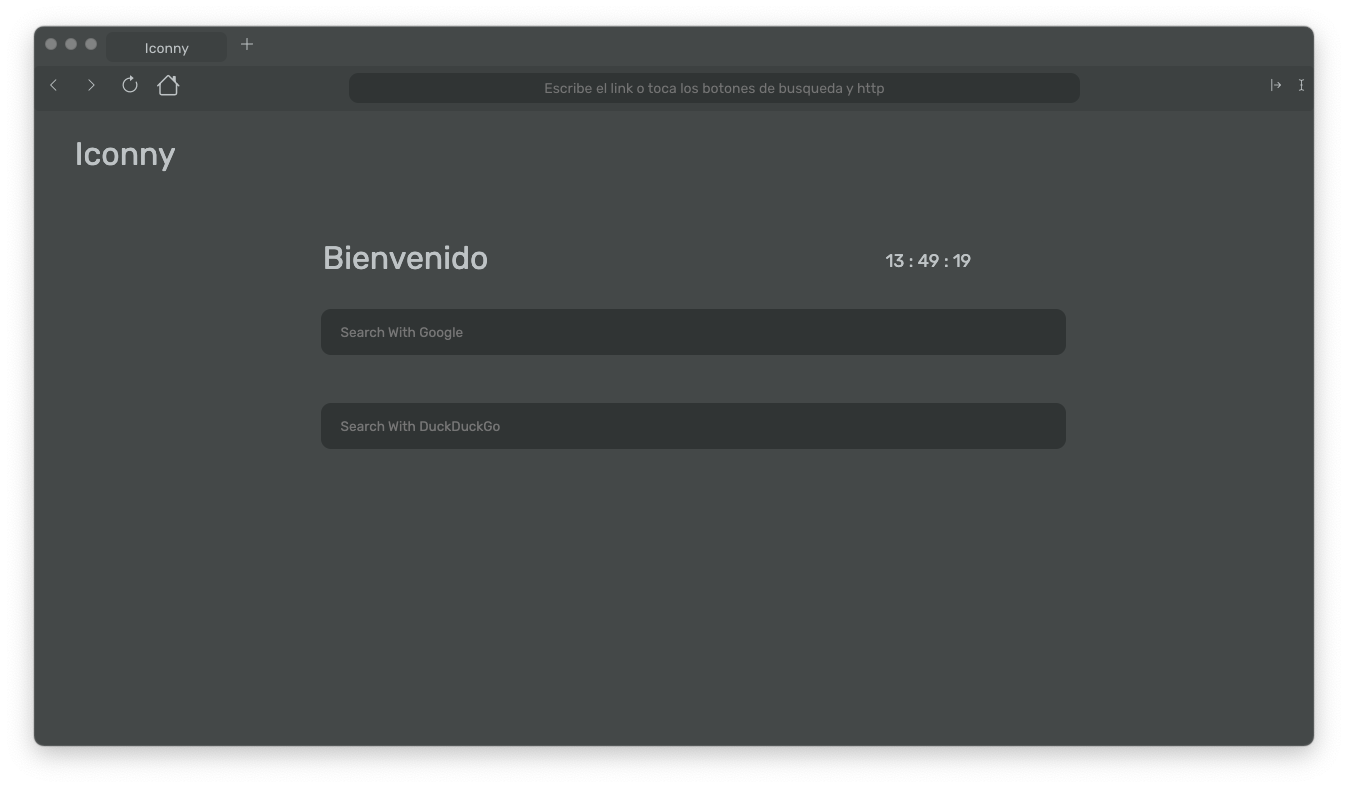 Iconny
Escribe el link o toca los botones de busqueda y http
Iconny
Bienvenido
13 : 49 : 19
Search With Google
Search With DuckDuckGo